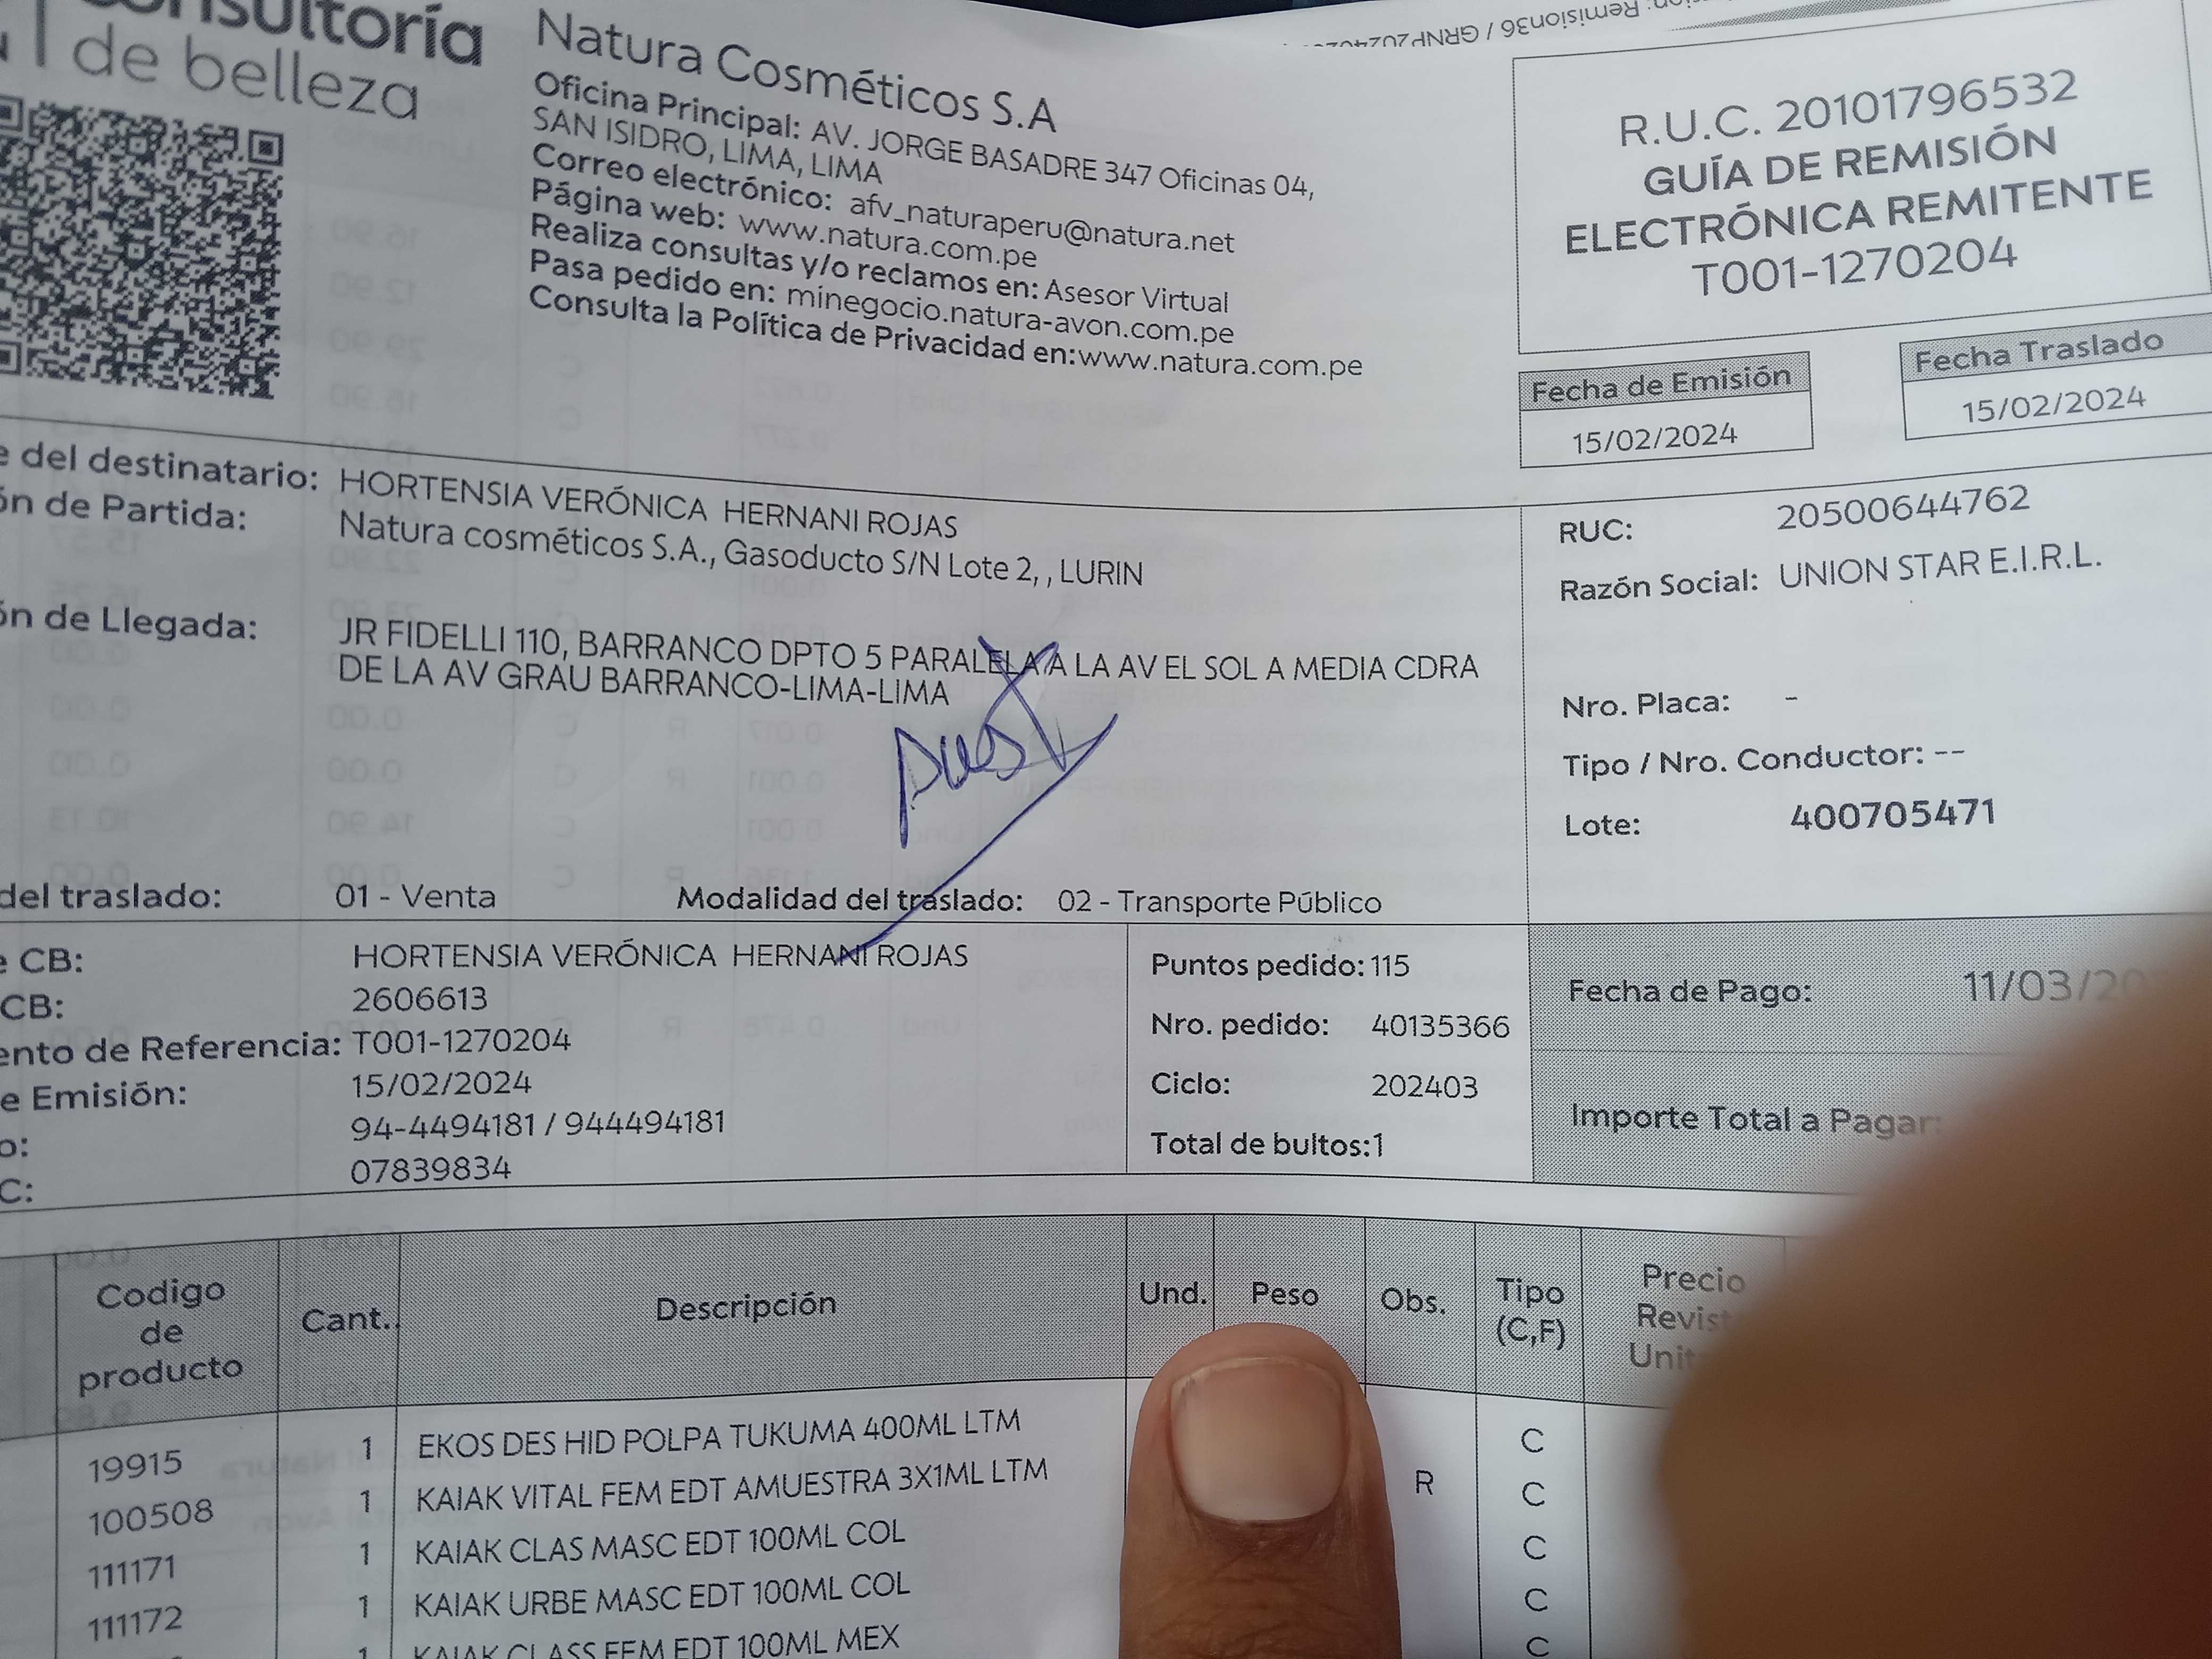 de belleza
Natura Cosméticos S.A
Oficina Principal: AV. JORGE BASADRE 347 Oficinas 04,
SAN ISIDRO, LIMA, LIMA
Correo electrónico: afv_naturaperu@natura.net
Página web: www.natura.com.pe
Realiza consultas y/o reclamos en: Asesor Virtual
Pasa pedido en: minegocio.natura-avon.com.pe
Consulta la Política de Privacidad en:www.natura.com.pe
R.U.C. 20101796532
GUÍA DE REMISIÓN
ELECTRÓNICA REMITENTE
T001-1270204
Fecha de Emisión
15/02/2024
Fecha Traslado
15/02/2024
del destinatario: HORTENSIA VERÓNICA HERNANI ROJAS
de Partida: Natura cosméticos S.A., Gasoducto S/N Lote 2, , LURIN
de Llegada: JR FIDELLI 110, BARRANCO DPTO 5 PARALELA A LA AV EL SOL A MEDIA CDRA
DE LA AV GRAU BARRANCO-LIMA-LIMA
RUC: 20500644762
Razón Social: UNION STAR E.I.R.L.
Nro. Placa: -
Tipo / Nro. Conductor: --
Lote: 400705471
del traslado: 01 - Venta Modalidad del traslado: 02 - Transporte Público
CB: HORTENSIA VERÓNICA HERNANI ROJAS
CB: 2606613
de Referencia: T001-1270204
Emisión: 15/02/2024
94-4494181 / 944494181
07839834
Puntos pedido: 115
Nro. pedido: 40135366
Ciclo: 202403
Total de bultos:1
Fecha de Pago: 11/03/20
Importe Total a Pagar:
Codigo de producto Cant. Descripción Und. Peso Obs. Tipo (C,F) Precio
19915 1 EKOS DES HID POLPA TUKUMA 400ML LTM C
100508 1 KAIAK VITAL FEM EDT AMUESTRA 3X1ML LTM R C
111171 1 KAIAK CLAS MASC EDT 100ML COL C
111172 1 KAIAK URBE MASC EDT 100ML COL C
1 KAIAK CLASS FEM EDT 100ML MEX C